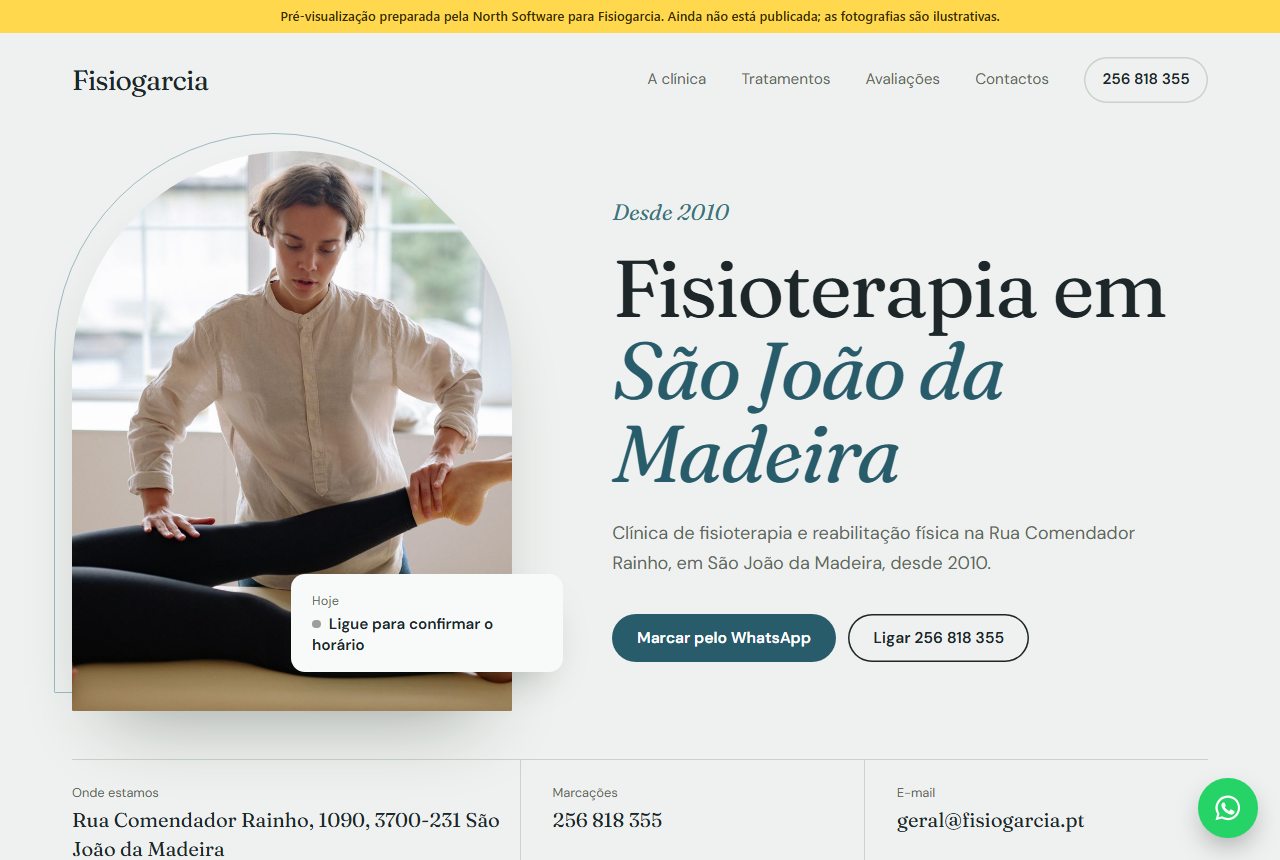 Pré-visualização preparada pela North Software para Fisiogarcia. Ainda não está publicada; as fotografias são ilustrativas.
Fisiogarcia
A clínica
Tratamentos
Avaliações
Contactos
256 818 355
Desde 2010
Fisioterapia em
São João da
Madeira
Clínica de fisioterapia e reabilitação física na Rua Comendador
Rainho, em São João da Madeira, desde 2010.
Marcar pelo WhatsApp
Ligar 256 818 355
Hoje
Ligue para confirmar o
horário
Onde estamos
Rua Comendador Rainho, 1090, 3700-231 São
João da Madeira
Marcações
256 818 355
E-mail
geral@fisiogarcia.pt